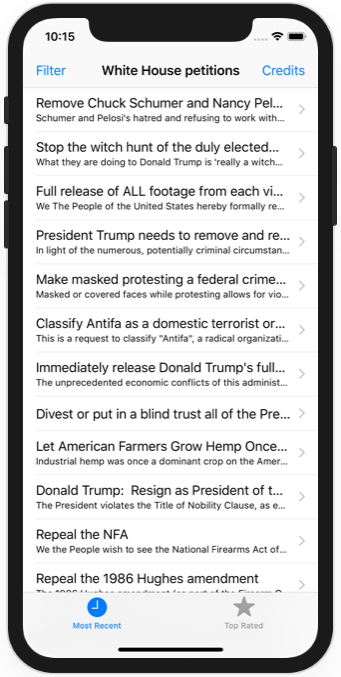 10:15
Filter White House petitions Credits
Remove Chuck Schumer and Nancy Pel...
Schumer and Pelosi's hatred and refusing to work with...
Stop the witch hunt of the duly elected...
What they are doing to Donald Trump is 'really a witch...
Full release of ALL footage from each vi...
We The People of the United States hereby formally re...
President Trump needs to remove and re...
In light of the numerous, potentially criminal circumstan...
Make masked protesting a federal crime...
Masked or covered faces while protesting allows for vio...
Classify Antifa as a domestic terrorist or...
This is a request to classify "Antifa", a radical organizati...
Immediately release Donald Trump's full...
The unprecedented economic conflicts of this administ...
Divest or put in a blind trust all of the Pre...
Let American Farmers Grow Hemp Once...
Industrial hemp was once a dominant crop on the Amer...
Donald Trump: Resign as President of t...
The President violates the Title of Nobility Clause, as e...
Repeal the NFA
We the People wish to see the National Firearms Act of...
Repeal the 1986 Hughes amendment
Most Recent Top Rated